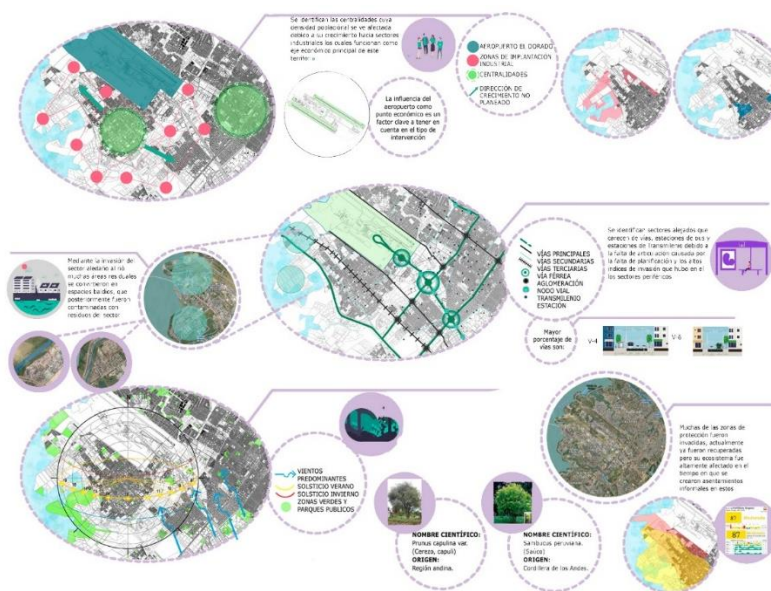 Se identifican las centralidades cuya
densidad poblacional se ve afectada
debido a su crecimiento hacia sectores
industriales los cuales funcionan como
eje económico principal de este
AEROPUERTO EL DORADO
ZONAS DE IMPLANTACIÓN
INDUSTRIAL
CENTRALIDADES
DIRECCIÓN DE
CRECIMIENTO NO
PLANEADO
La influencia del
aeropuerto como
punto económico es un
factor clave a tener en
cuenta en el tipo de
intervención
Mediante la invasión de
sector aledaño al río
muchas áreas residuales
se convirtieron en
espacios baldíos, que
posteriormente fueron
contaminadas con
residuos del sector
VÍAS PRINCIPALES
VÍAS SECUNDARIAS
VÍAS TERCIARIAS
VÍA FÉRREA
AGLOMERACIÓN
NODO VIAL
TRANSMILENIO
ESTACIÓN
Se identifican sectores alejados que
carecen de vías, estaciones de bus y
estaciones de Transmilenio debido a
la falta de articulación causada por
la falta de planificación y los altos
índices de invasión que hubo en el
los sectores periféricos
Mayor
porcentaje de
vías son:
V-4
V-6
VIENTOS
PREDOMINANTES
SOLSTICIO VERANO
SOLSTICIO INVIERNO
ZONAS VERDES Y
PARQUES PUBLICOS
Muchas de las zonas de
protección fueron
invadidas, actualmente
ya fueron recuperadas
pero su ecosistema fue
altamente afectado en el
tiempo en que se
crearon asentamientos
informales en estos
NOMBRE CIENTÍFICO:
Prunus capulina var.
(Cerezo, capulí)
ORIGEN:
Región andina.
NOMBRE CIENTÍFICO:
Sambucus peruviana.
(Saúco)
ORIGEN:
Cordillera de los Andes.
87
87